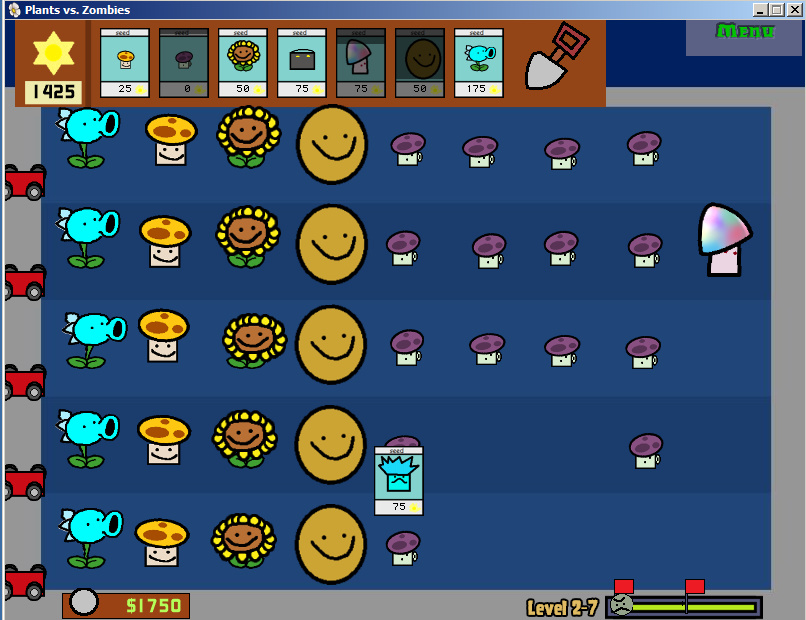 Plants vs. Zombies
Menu
seed seed seed seed seed seed seed
1425 25 0 50 75 75 50 175
seed
75
$1750 Level 2-7